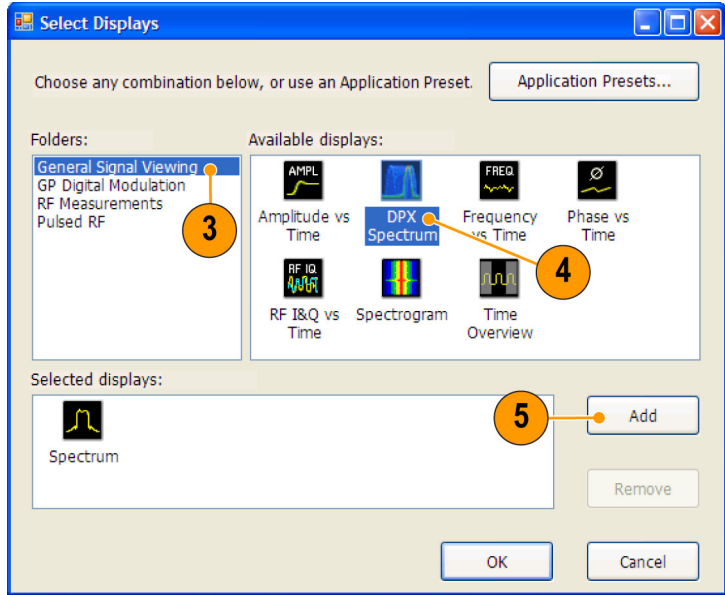 Select Displays
Choose any combination below, or use an Application Preset.
Application Presets...
Folders:
General Signal Viewing
GP Digital Modulation
RF Measurements
Pulsed RF
3
Available displays:
AMPL
Amplitude vs
Time
DPX
Spectrum
FREQ
Frequency
vs Time
Ø
Phase vs
Time
4
RF IQ
RF I&Q vs
Time
Spectrogram
Time
Overview
Selected displays:
Spectrum
5
Add
Remove
OK
Cancel